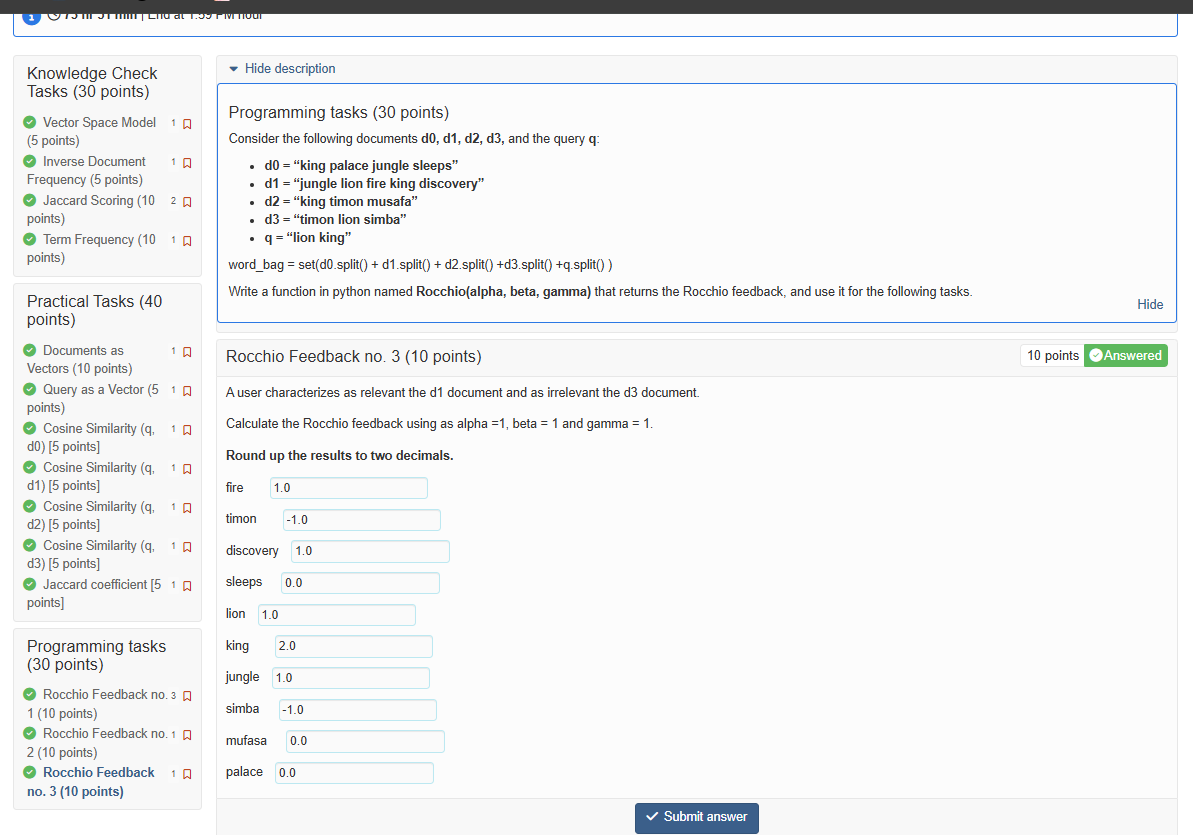 73 hr 51 min | End at 1:59 PM hour
Knowledge Check
Tasks (30 points)
Vector Space Model 1
(5 points)
Inverse Document 1
Frequency (5 points)
Jaccard Scoring (10 2
points)
Term Frequency (10 1
points)
Practical Tasks (40
points)
Documents as 1
Vectors (10 points)
Query as a Vector (5 1
points)
Cosine Similarity (q, 1
d0) [5 points]
Cosine Similarity (q, 1
d1) [5 points]
Cosine Similarity (q, 1
d2) [5 points]
Cosine Similarity (q, 1
d3) [5 points]
Jaccard coefficient [5 1
points]
Programming tasks
(30 points)
Rocchio Feedback no. 3
1 (10 points)
Rocchio Feedback no. 1
2 (10 points)
Rocchio Feedback 1
no. 3 (10 points)
Hide description
Programming tasks (30 points)
Consider the following documents d0, d1, d2, d3, and the query q:
• d0 = “king palace jungle sleeps”
• d1 = “jungle lion fire king discovery”
• d2 = “king timon musafa”
• d3 = “timon lion simba”
• q = “lion king”
word_bag = set(d0.split() + d1.split() + d2.split() +d3.split() +q.split() )
Write a function in python named Rocchio(alpha, beta, gamma) that returns the Rocchio feedback, and use it for the following tasks.
Hide
Rocchio Feedback no. 3 (10 points) 10 points Answered
A user characterizes as relevant the d1 document and as irrelevant the d3 document.
Calculate the Rocchio feedback using as alpha =1, beta = 1 and gamma = 1.
Round up the results to two decimals.
fire 1.0
timon -1.0
discovery 1.0
sleeps 0.0
lion 1.0
king 2.0
jungle 1.0
simba -1.0
mufasa 0.0
palace 0.0
Submit answer